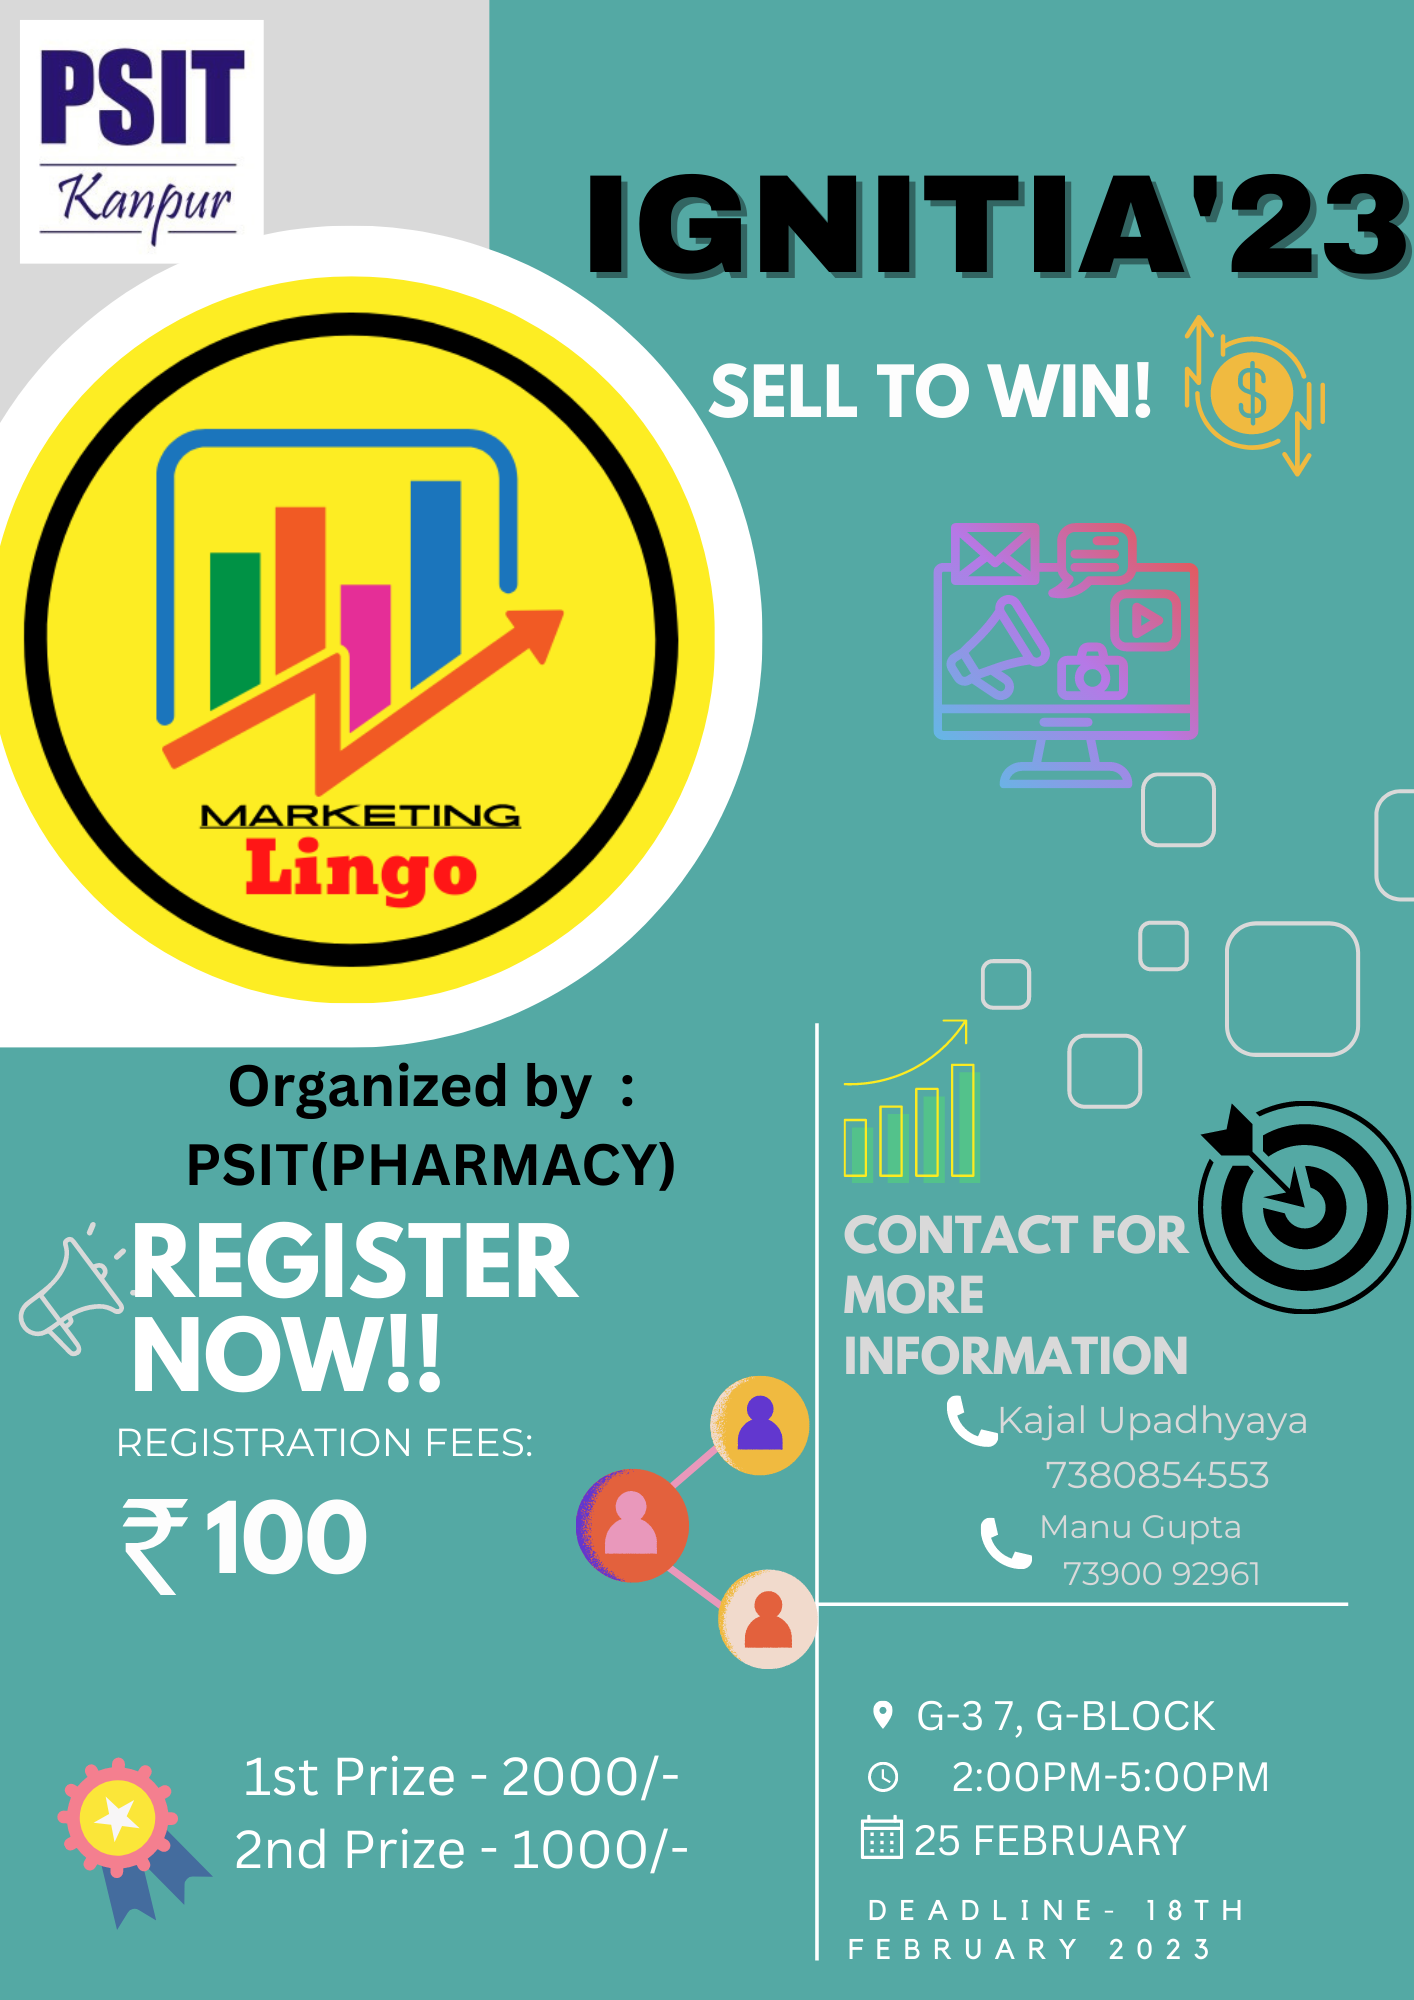 PSIT
Kanpur
IGNITIA'23
SELL TO WIN!
$
MARKETING
Lingo
Organized by :
PSIT(PHARMACY)
REGISTER
NOW!!
REGISTRATION FEES:
₹100
1st Prize - 2000/-
2nd Prize - 1000/-
CONTACT FOR
MORE
INFORMATION
Kajal Upadhyaya
7380854553
Manu Gupta
73900 92961
G-3 7, G-BLOCK
2:00PM-5:00PM
25 FEBRUARY
DEADLINE- 18TH
FEBRUARY 2023